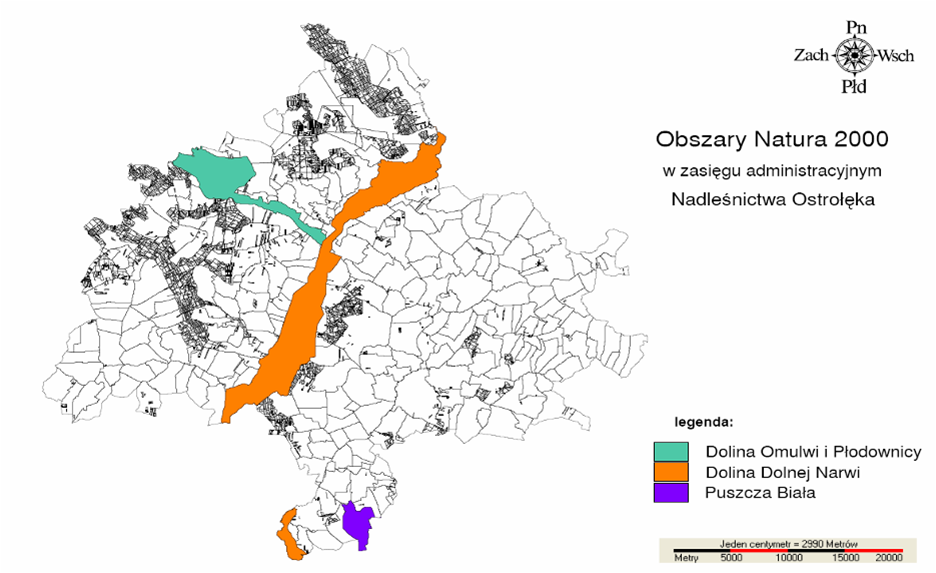 Pn
Zach Wsch
Płd
Obszary Natura 2000
w zasięgu administracyjnym
Nadleśnictwa Ostrołęka
legenda:
Dolina Omulwi i Płodownicy
Dolina Dolnej Narwi
Puszcza Biała
Jeden centymetr = 2990 Metrów
Metry 5000 10000 15000 20000